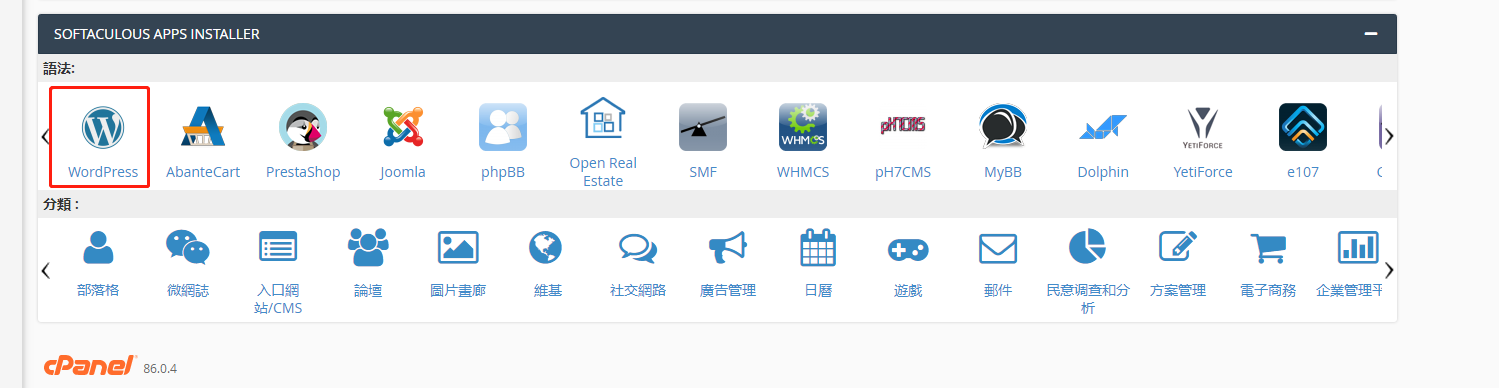 SOFTACULOUS APPS INSTALLER
語法:
WordPress
AbanteCart
PrestaShop
Joomla
phpBB
Open Real
Estate
SMF
WHMCS
WHMCS
pH7CMS
pH7CMS
MyBB
Dolphin
YETIFORCE
YetiForce
e107
分類 :
部落格
微網誌
入口網
站/CMS
論壇
圖片畫廊
維基
社交網路
廣告管理
日曆
遊戲
郵件
民意调查和分
析
方案管理
電子商務
企業管理平
cPanel
86.0.4